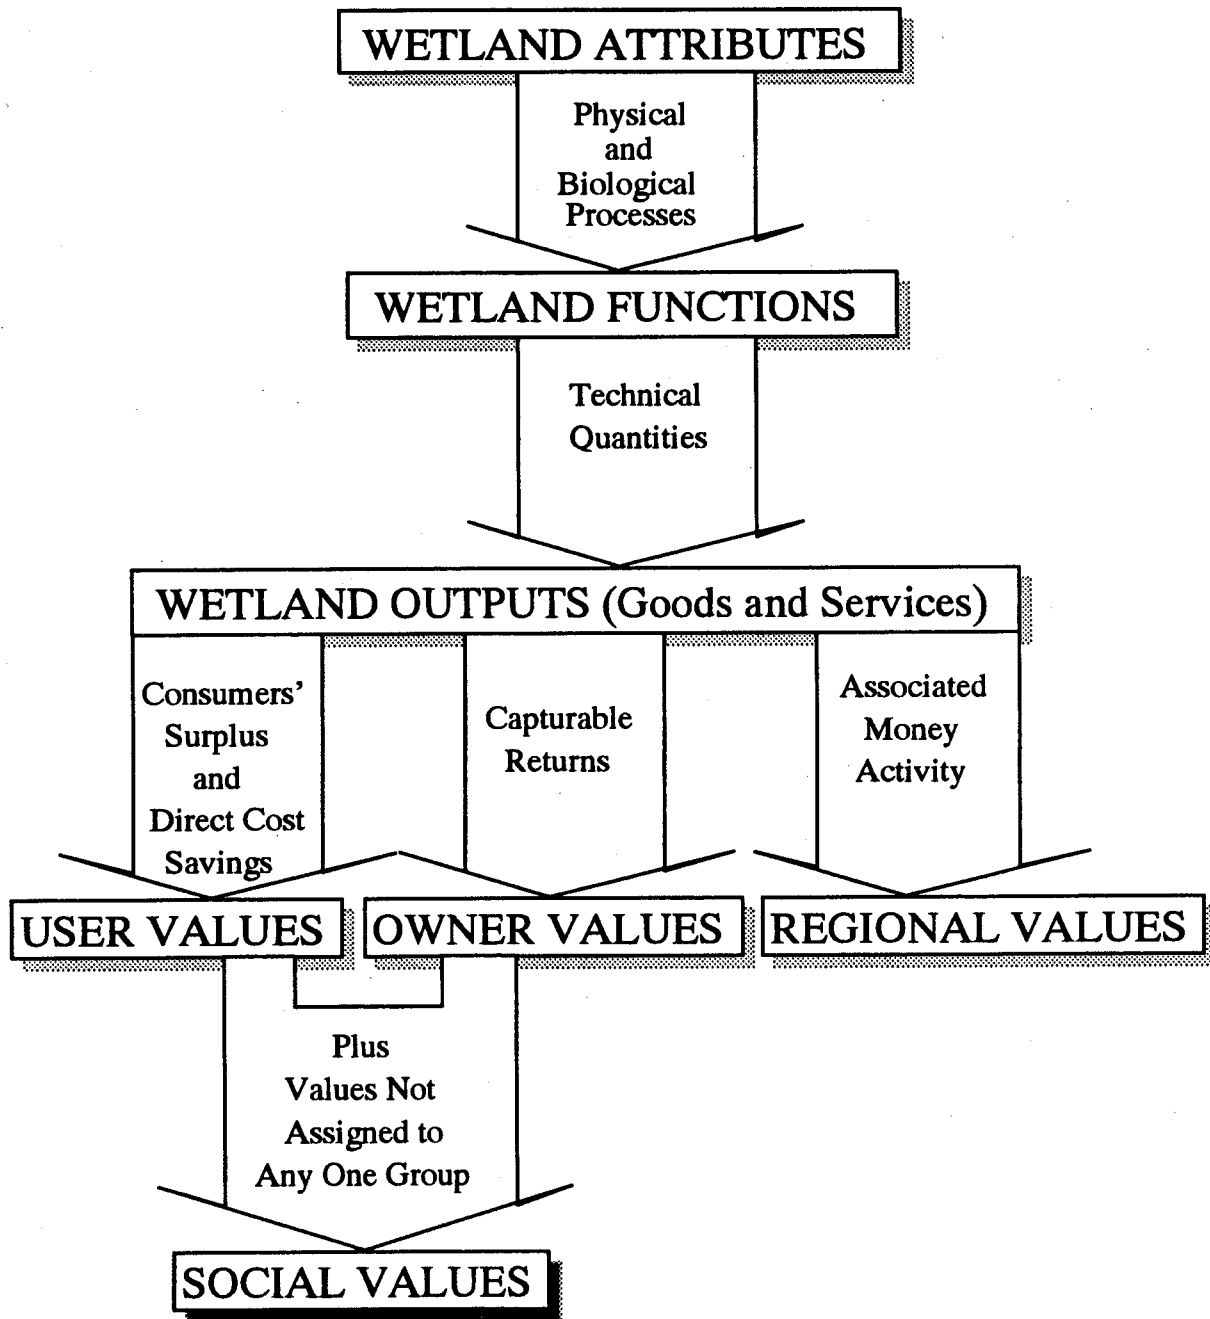 WETLAND ATTRIBUTES
Physical
and
Biological
Processes
WETLAND FUNCTIONS
Technical
Quantities
WETLAND OUTPUTS (Goods and Services)
Consumers’
Surplus
and
Direct Cost
Savings
Capturable
Returns
Associated
Money
Activity
USER VALUES
OWNER VALUES
REGIONAL VALUES
Plus
Values Not
Assigned to
Any One Group
SOCIAL VALUES